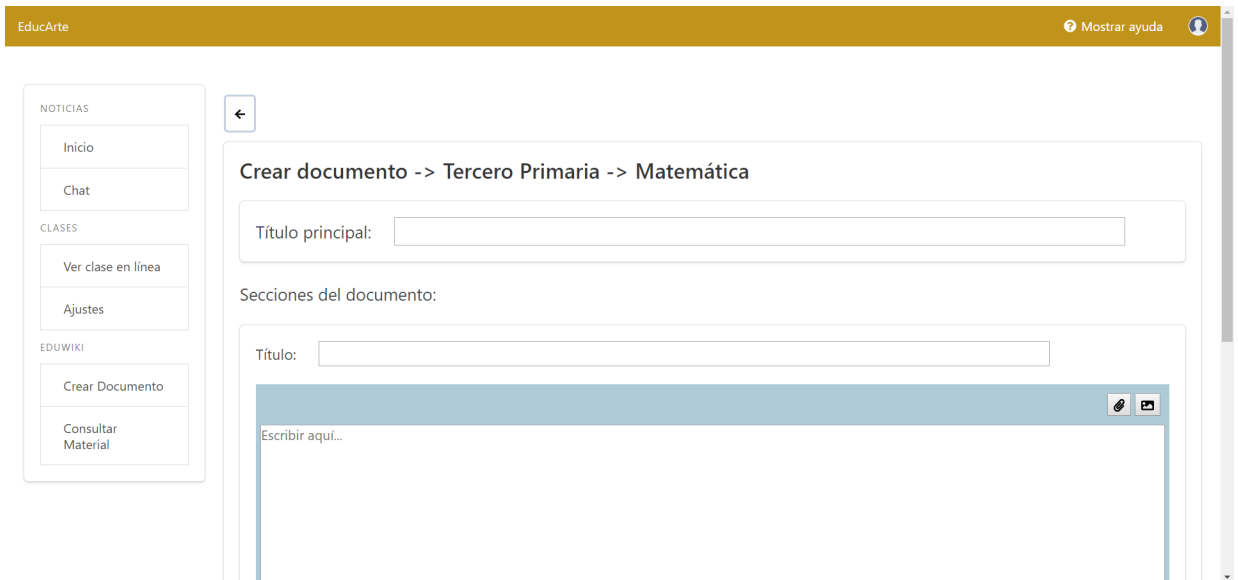 EducArte
Mostrar ayuda
NOTICIAS
Inicio
Chat
CLASES
Ver clase en línea
Ajustes
EDUWIKI
Crear Documento
Consultar
Material
Crear documento -> Tercero Primaria -> Matemática
Título principal:
Secciones del documento:
Título:
Escribir aquí...